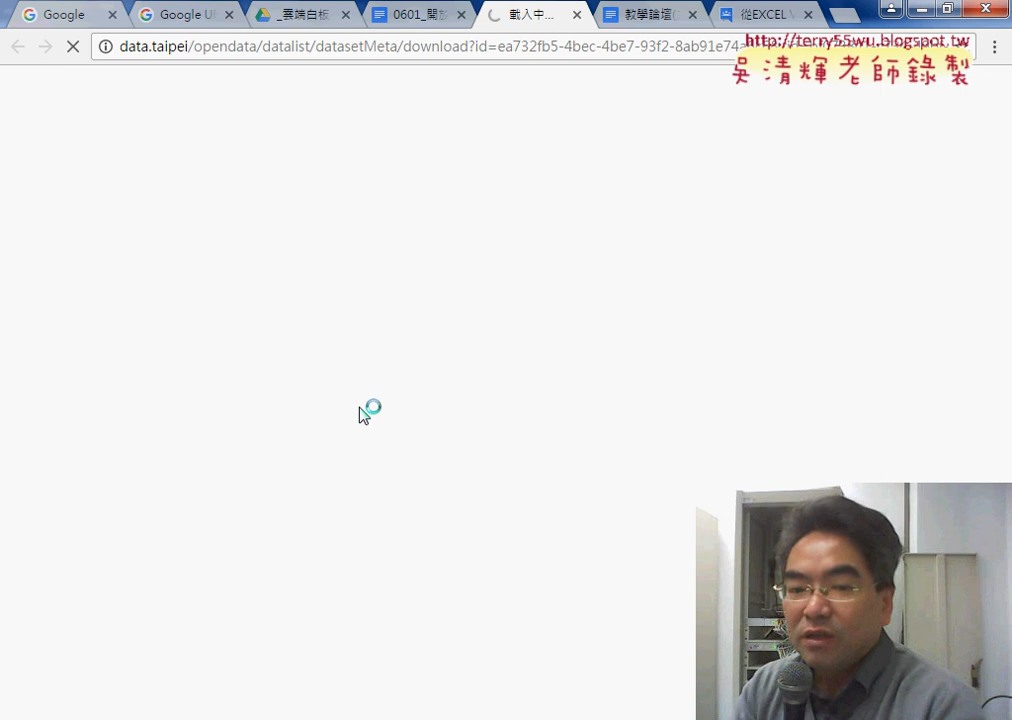 Google
Google U
_雲端白板
0601_開放
載入中...
教學論壇(
從EXCEL V
data.taipei/opendata/datalist/datasetMeta/download?id=ea732fb5-4bec-4be7-93f2-8ab91e74a
http://terry55wu.blogspot.tw
吳清輝老師錄製